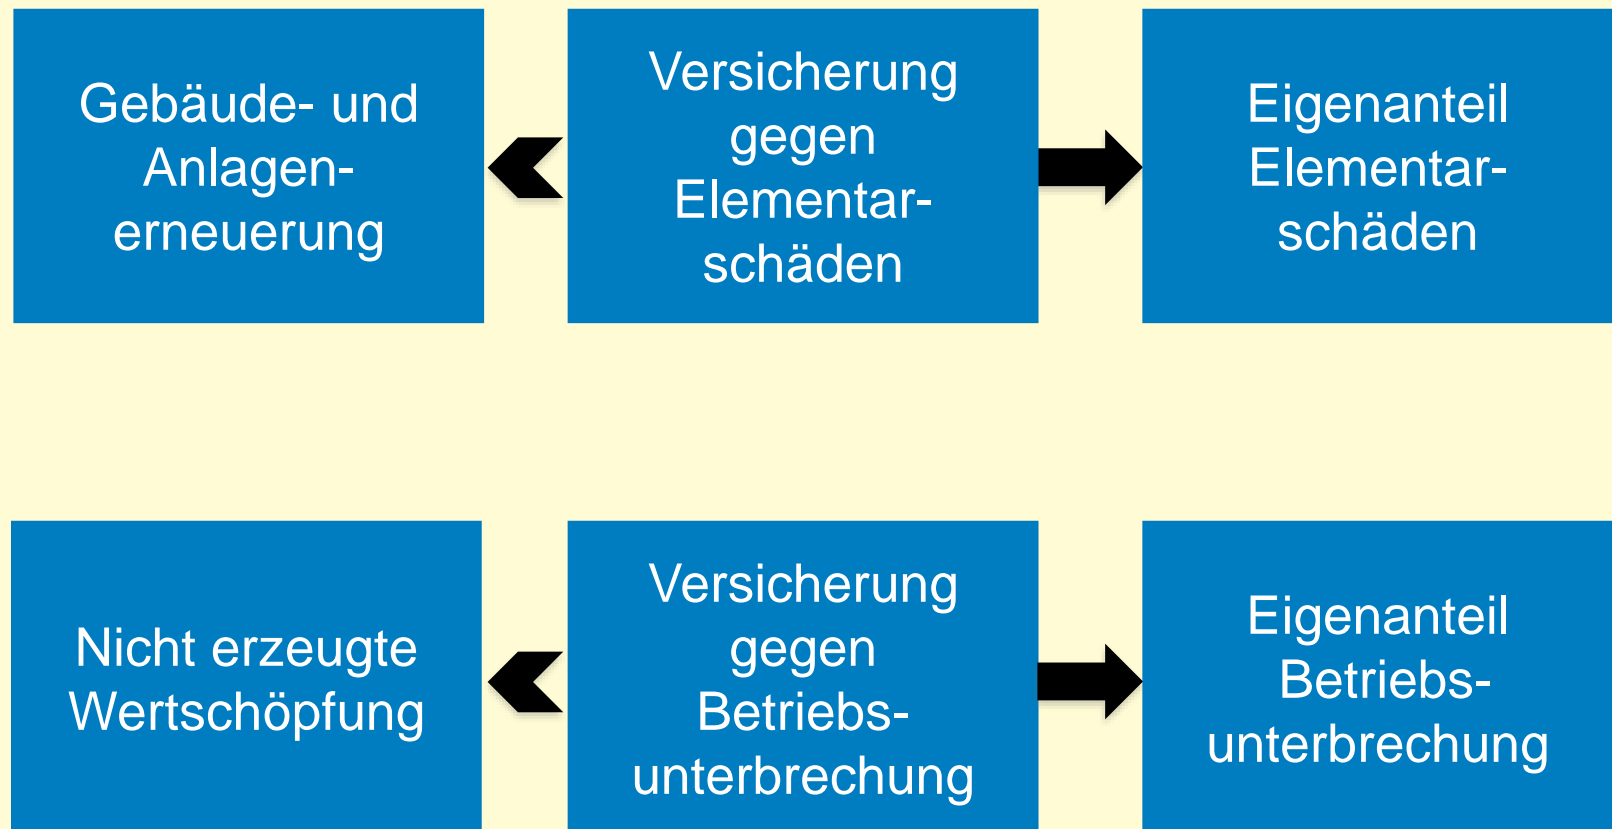 Gebäude- und
Anlagen-
erneuerung
Versicherung
gegen
Elementar-
schäden
Eigenanteil
Elementar-
schäden
Nicht erzeugte
Wertschöpfung
Versicherung
gegen
Betriebs-
unterbrechung
Eigenanteil
Betriebs-
unterbrechung